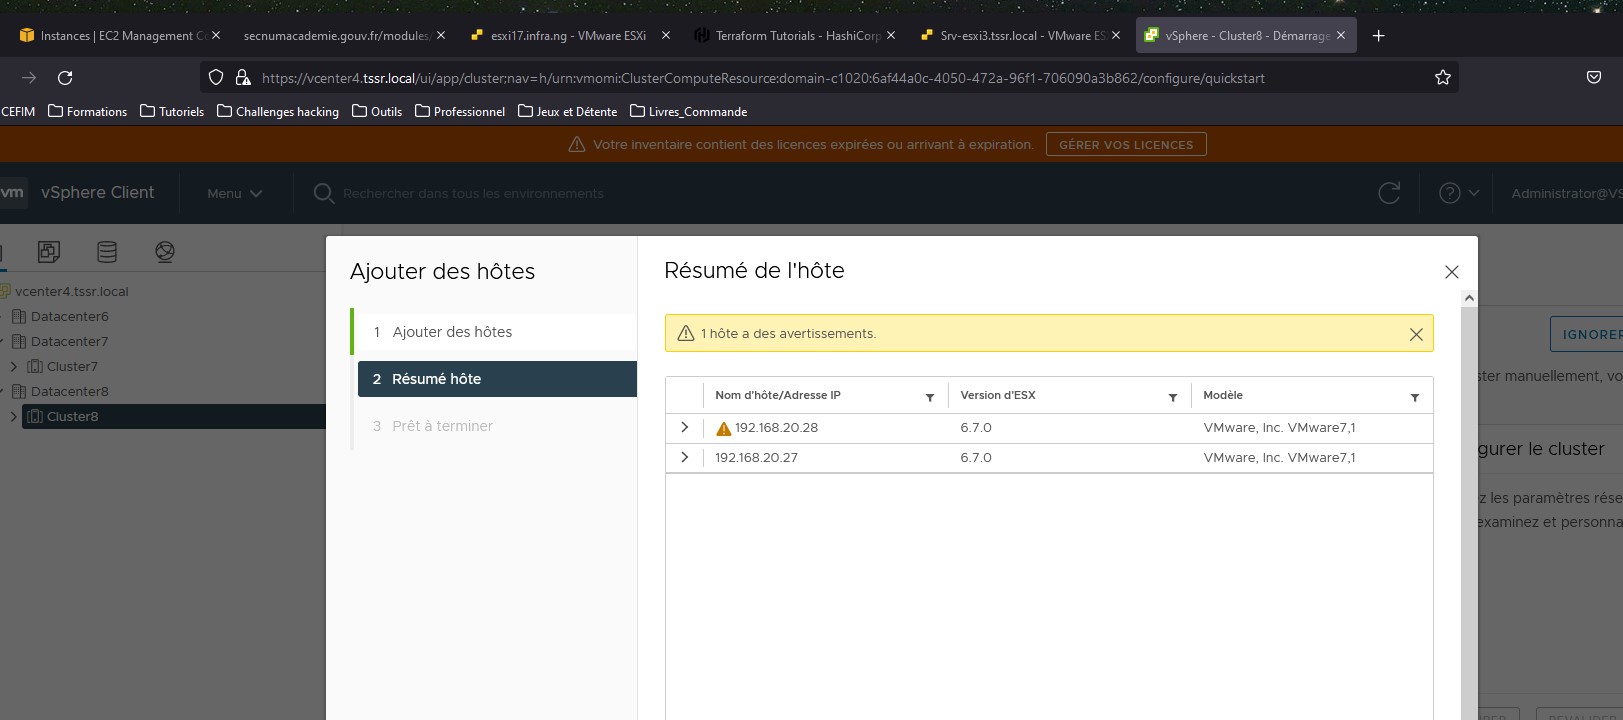 Instances | EC2 Management Co
secnumacademie.gouv.fr/modules/
esxi17.infra.ng - VMware ESXi
Terraform Tutorials - HashiCorp
Srv-esxi3.tssr.local - VMware ES
vSphere - Cluster8 - Démarrage
https://vcenter4.tssr.local/ui/app/cluster;nav=h/urn:vmomi:ClusterComputeResource:domain-c1020:6af44a0c-4050-472a-96f1-706090a3b862/configure/quickstart
CEFIM Formations Tutoriels Challenges hacking Outils Professionnel Jeux et Détente Livres_Commande
Votre inventaire contient des licences expirées ou arrivant à expiration. GÉRER VOS LICENCES
vm vSphere Client Menu Rechercher dans tous les environnements Administrator@VS
vcenter4.tssr.local
Datacenter6
Datacenter7
Cluster7
Datacenter8
Cluster8
Ajouter des hôtes
1 Ajouter des hôtes
2 Résumé hôte
3 Prêt à terminer
Résumé de l'hôte
1 hôte a des avertissements.
Nom d'hôte/Adresse IP Version d'ESX Modèle
192.168.20.28 6.7.0 VMware, Inc. VMware7,1
192.168.20.27 6.7.0 VMware, Inc. VMware7,1
IGNORER
ster manuellement, vo
gurer le cluster
z les paramètres rése
examinez et personna